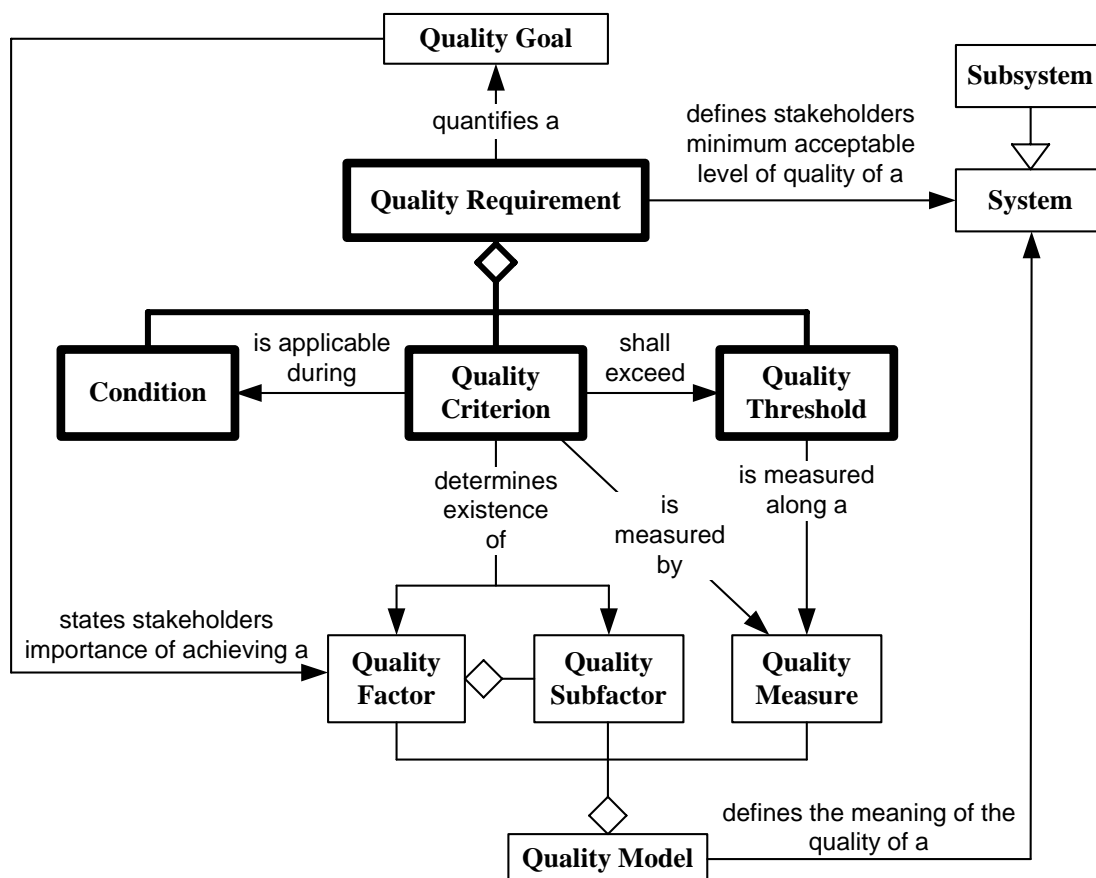 Quality Goal
Subsystem
quantifies a
defines stakeholders
minimum acceptable
level of quality of a
Quality Requirement
System
is applicable
during
shall
exceed
Condition
Quality
Criterion
Quality
Threshold
determines
existence
of
is
measured
by
is measured
along a
states stakeholders
importance of achieving a
Quality
Factor
Quality
Subfactor
Quality
Measure
defines the meaning of the
quality of a
Quality Model